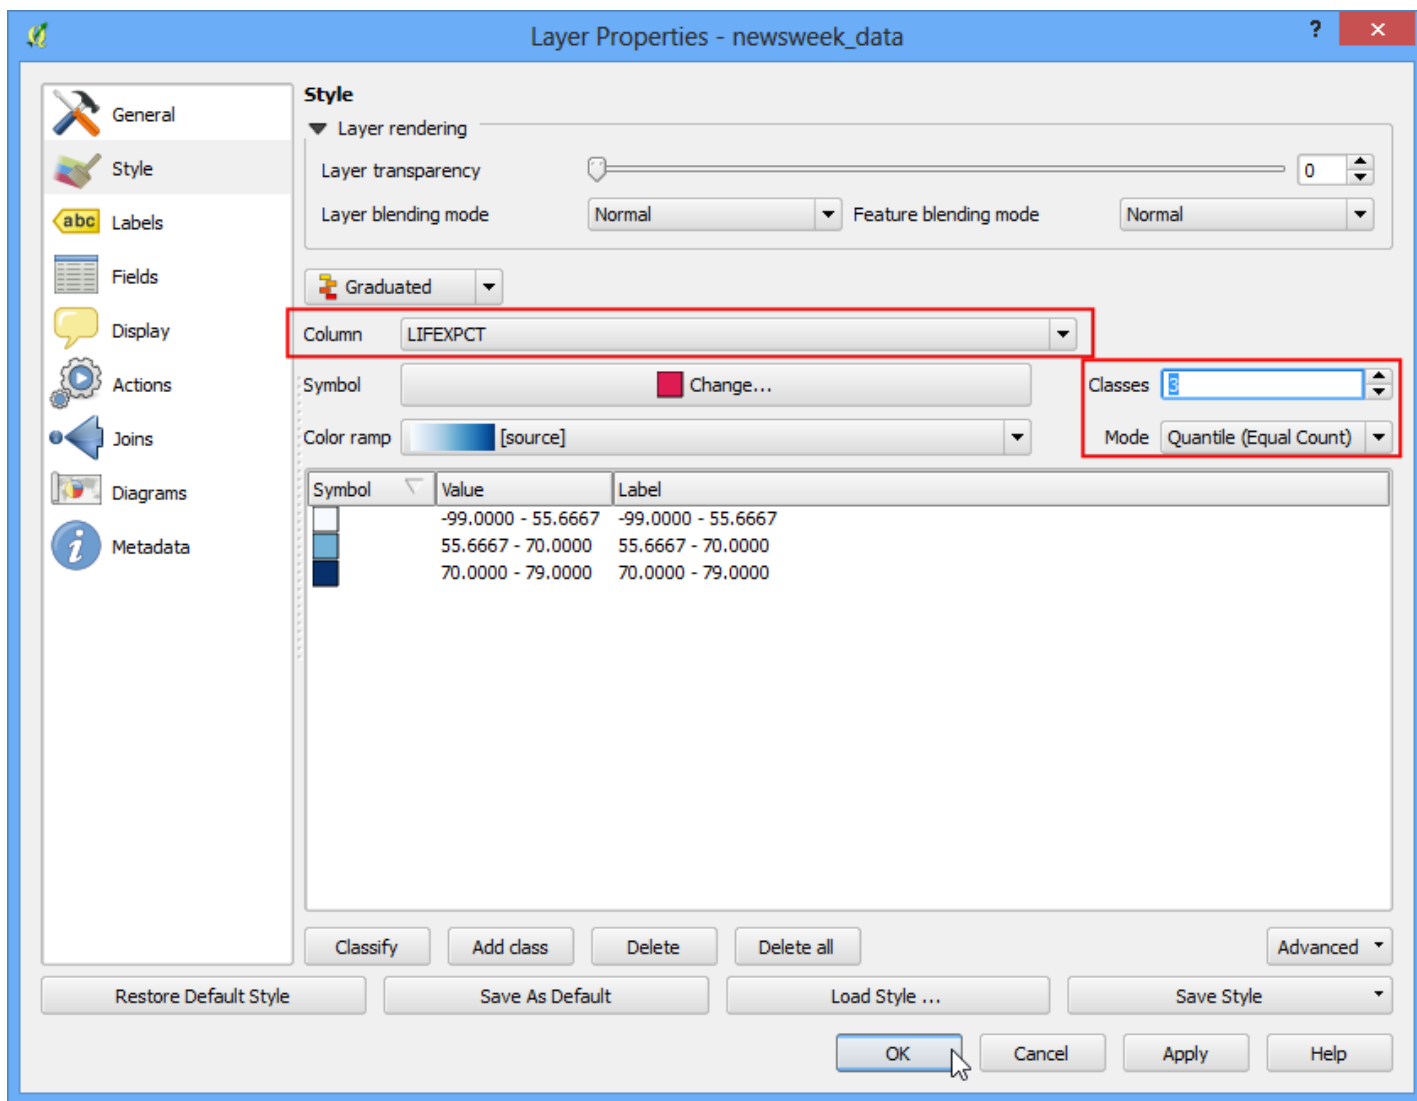 Layer Properties - newsweek_data
?
General
Style
abc Labels
Fields
Display
Actions
Joins
Diagrams
i Metadata
Style
Layer rendering
Layer transparency 0
Layer blending mode Normal Feature blending mode Normal
Graduated
Column LIFEXPCT
Symbol Change... Classes 3
Color ramp [source] Mode Quantile (Equal Count)
Symbol Value Label
-99.0000 - 55.6667 -99.0000 - 55.6667
55.6667 - 70.0000 55.6667 - 70.0000
70.0000 - 79.0000 70.0000 - 79.0000
Classify Add class Delete Delete all Advanced
Restore Default Style Save As Default Load Style ... Save Style
OK Cancel Apply Help